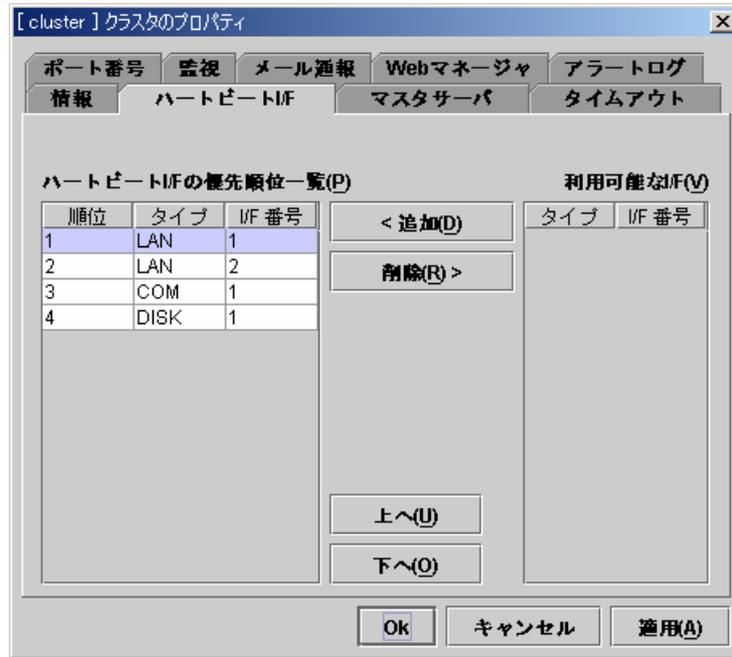 [ cluster ] クラスタのプロパティ
ポート番号 監視 メール通報 Webマネージャ アラートログ
情報 ハートビートI/F マスタサーバ タイムアウト
ハートビートI/Fの優先順位一覧(P) 利用可能なI/F(V)
順位 タイプ I/F 番号 < 追加(D) タイプ I/F 番号
1 LAN 1
2 LAN 2 削除(R) >
3 COM 1
4 DISK 1
上へ(U)
下へ(O)
Ok キャンセル 適用(A)